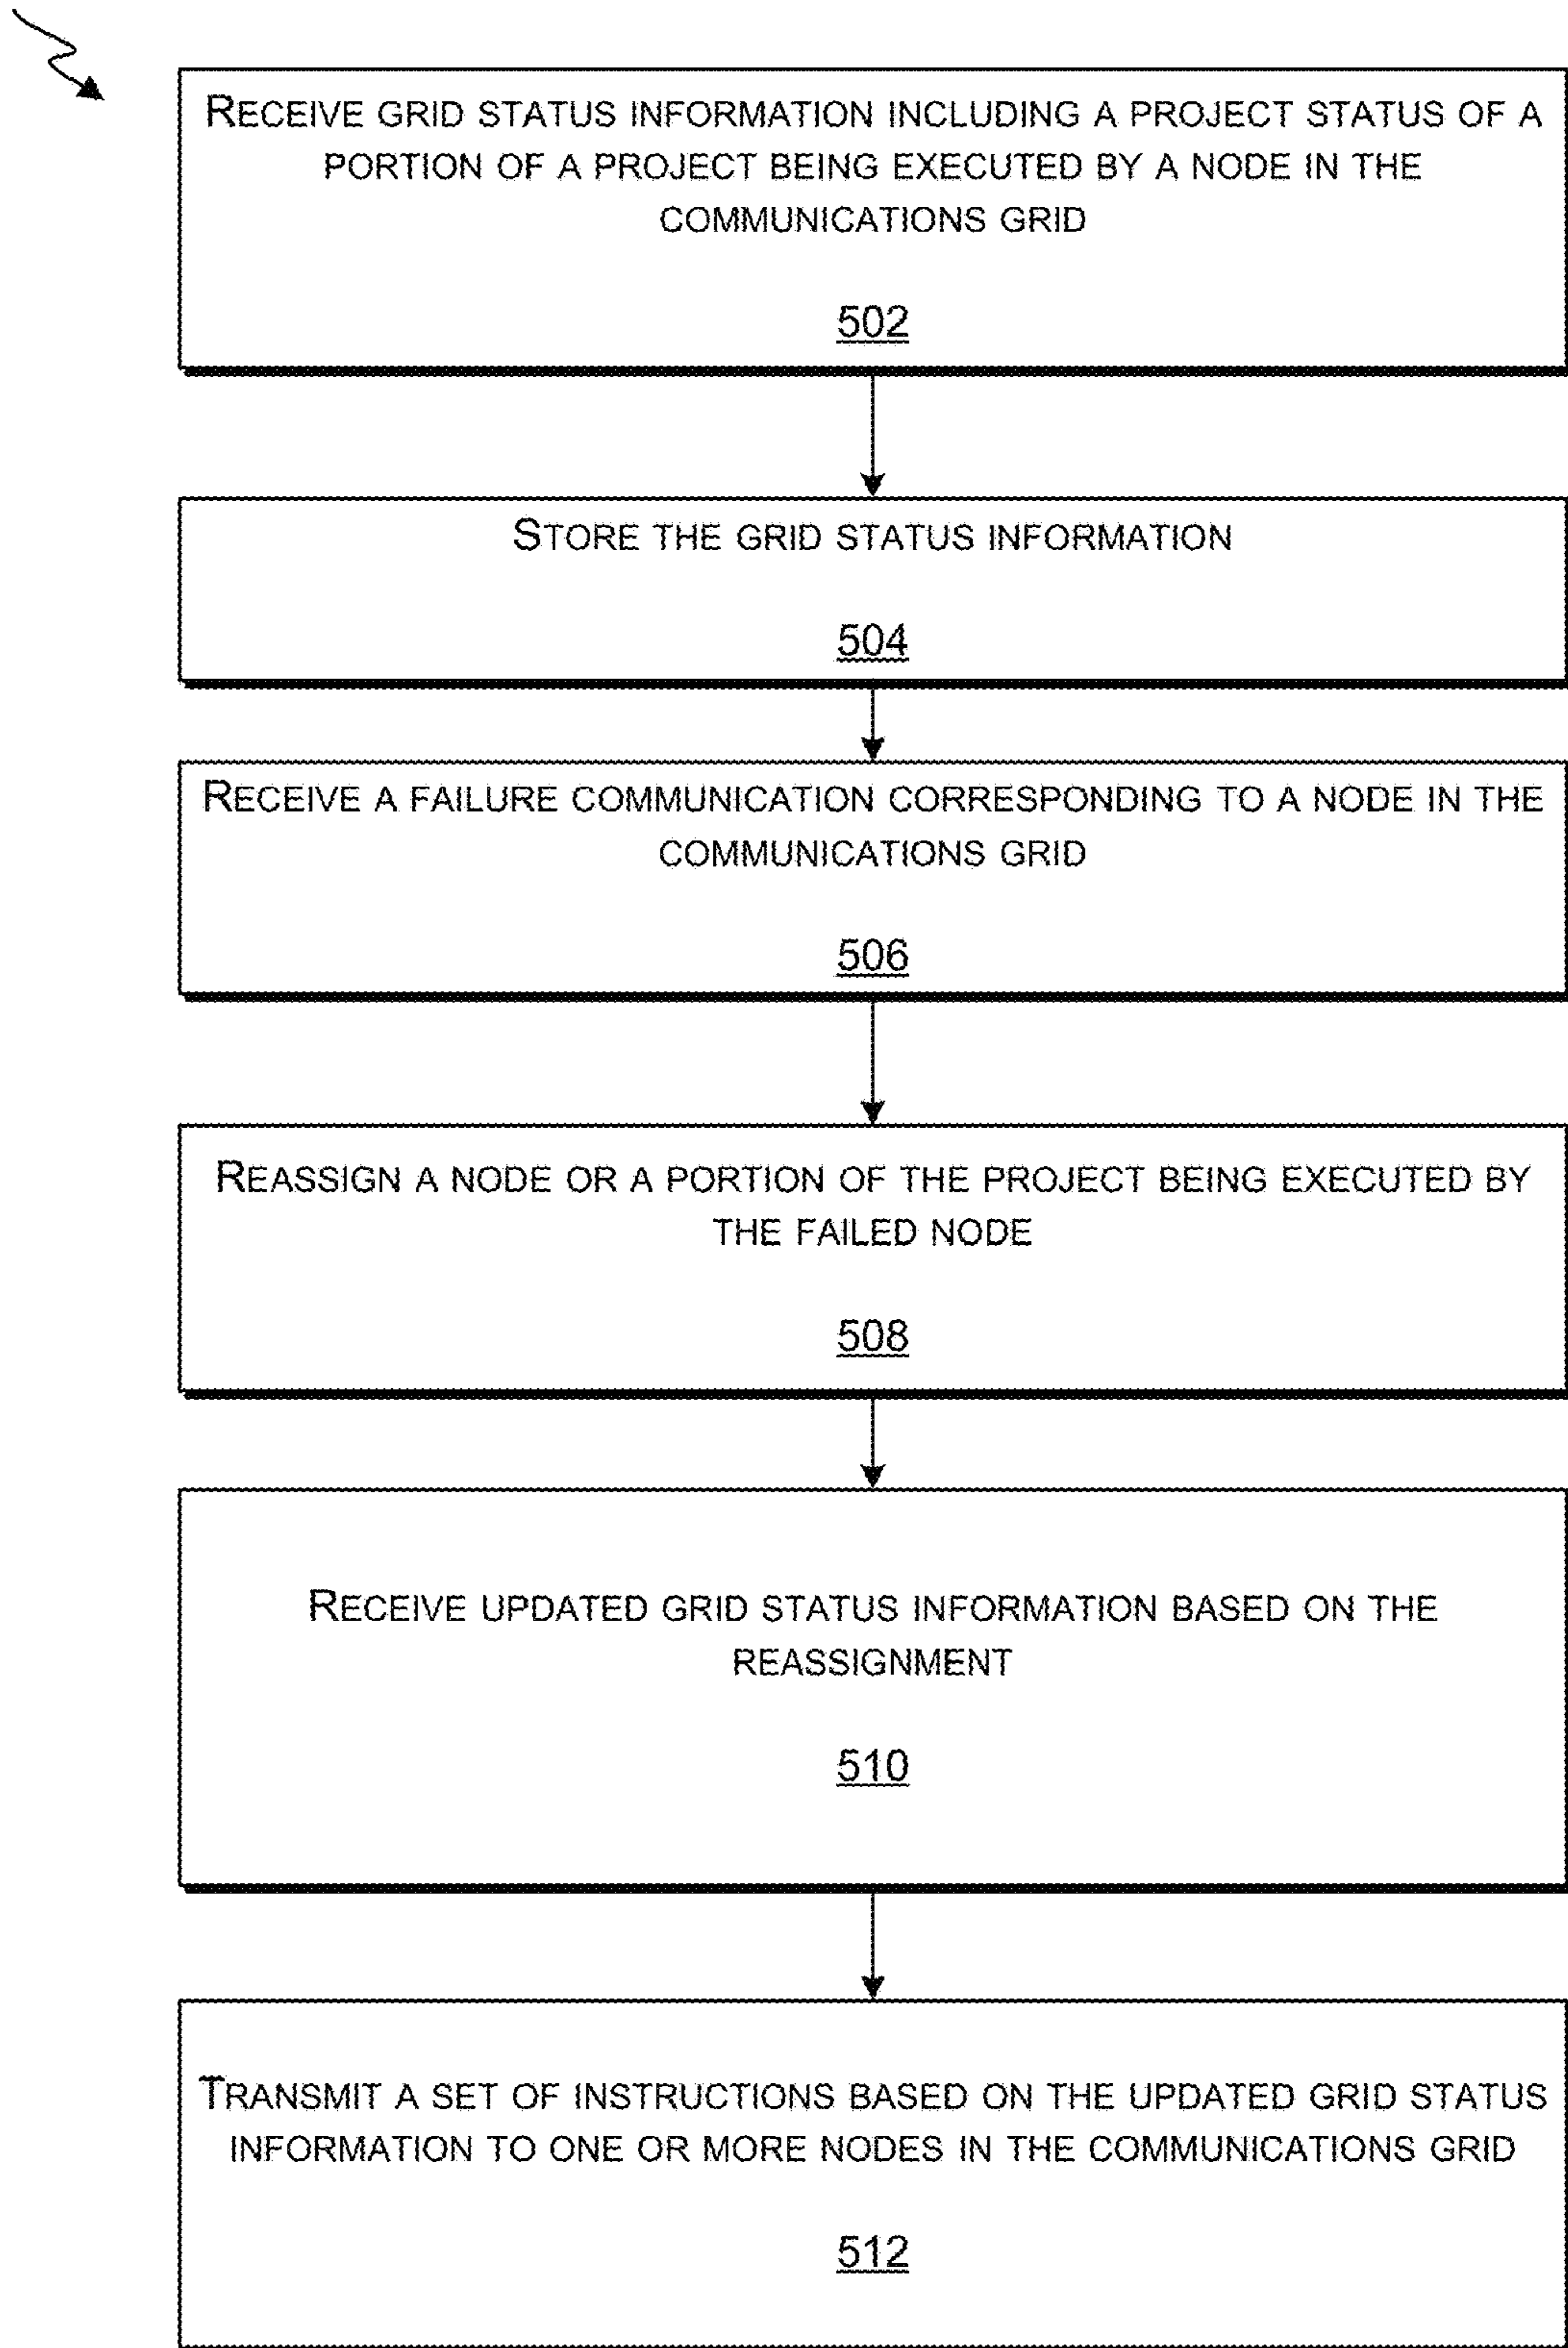 RECEIVE GRID STATUS INFORMATION INCLUDING A PROJECT STATUS OF A
PORTION OF A PROJECT BEING EXECUTED BY A NODE IN THE
COMMUNICATIONS GRID
502
STORE THE GRID STATUS INFORMATION
504
RECEIVE A FAILURE COMMUNICATION CORRESPONDING TO A NODE IN THE
COMMUNICATIONS GRID
506
REASSIGN A NODE OR A PORTION OF THE PROJECT BEING EXECUTED BY
THE FAILED NODE
508
RECEIVE UPDATED GRID STATUS INFORMATION BASED ON THE
REASSIGNMENT
510
TRANSMIT A SET OF INSTRUCTIONS BASED ON THE UPDATED GRID STATUS
INFORMATION TO ONE OR MORE NODES IN THE COMMUNICATIONS GRID
512